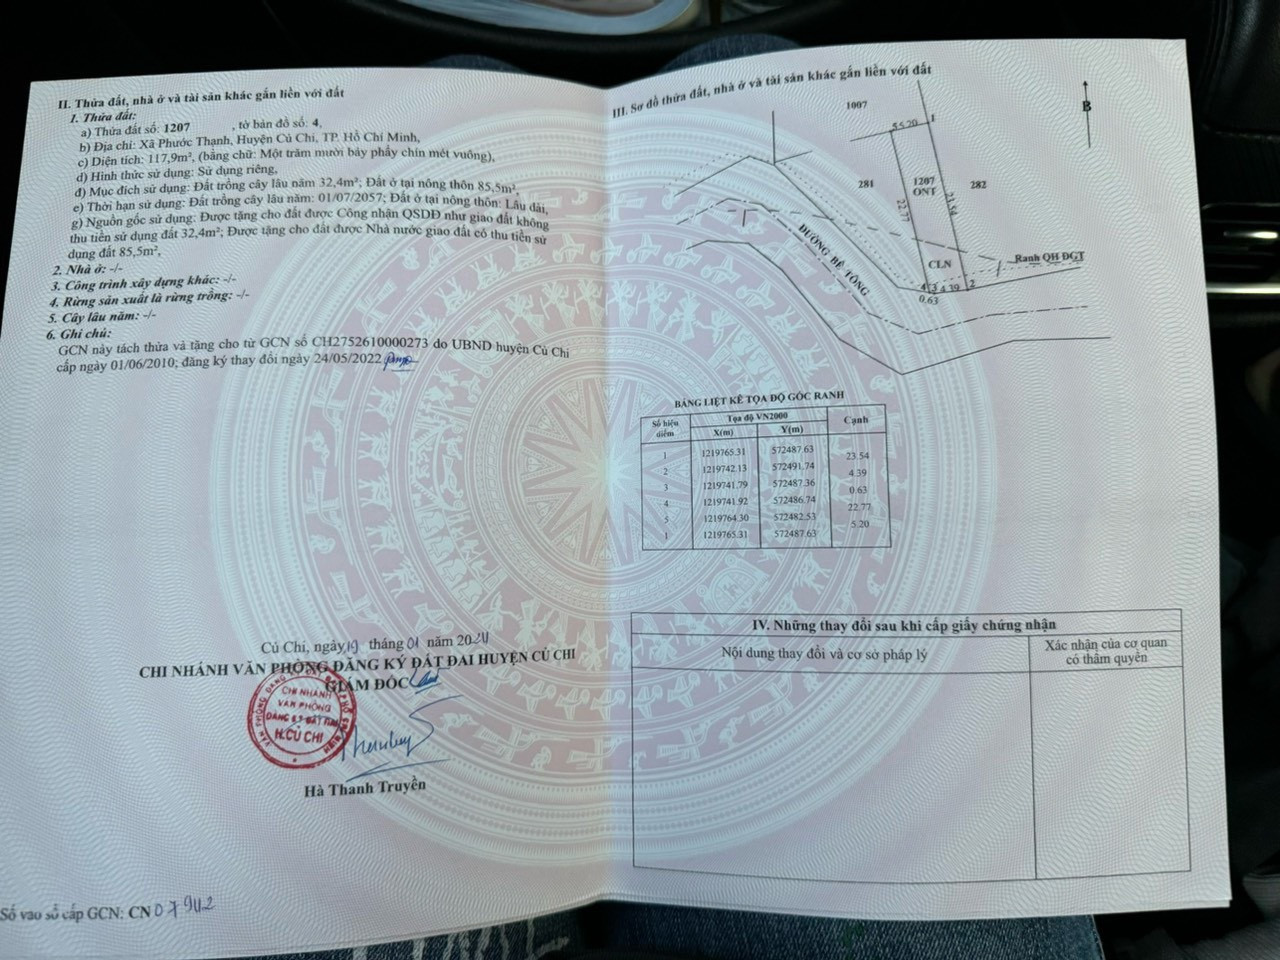 II. Thửa đất, nhà ở và tài sản khác gắn liền với đất
1. Thửa đất:
a) Thửa đất số: 1207 , tờ bản đồ số: 4,
b) Địa chỉ: Xã Phước Thạnh, Huyện Củ Chi, TP. Hồ Chí Minh,
c) Diện tích: 117,9m², (bằng chữ: Một trăm mười bảy phẩy chín mét vuông),
d) Hình thức sử dụng: Sử dụng riêng,
đ) Mục đích sử dụng: Đất trồng cây lâu năm 32,4m²; Đất ở tại nông thôn 85,5m²,
e) Thời hạn sử dụng: Đất trồng cây lâu năm: 01/07/2057; Đất ở tại nông thôn: Lâu dài,
g) Nguồn gốc sử dụng: Được tặng cho đất được Công nhận QSDĐ như giao đất không
thu tiền sử dụng đất 32,4m²; Được tặng cho đất được Nhà nước giao đất có thu tiền sử
dụng đất 85,5m²,
2. Nhà ở: -/-
3. Công trình xây dựng khác: -/-
4. Rừng sản xuất là rừng trồng: -/-
5. Cây lâu năm: -/-
6. Ghi chú:
GCN này tách thửa và tặng cho từ GCN số CH2752610000273 do UBND huyện Củ Chi
cấp ngày 01/06/2010; đăng ký thay đổi ngày 24/05/2022
Củ Chi, ngày 19 tháng 01 năm 2024
CHI NHÁNH VĂN PHÒNG ĐĂNG KÝ ĐẤT ĐAI HUYỆN CỦ CHI
GIÁM ĐỐC
CHI NHÁNH
VĂN PHÒNG
ĐĂNG KÝ ĐẤT ĐAI
H.CỦ CHI
Hà Thanh Truyền
Số vào sổ cấp GCN: CN 07942
III. Sơ đồ thửa đất, nhà ở và tài sản khác gắn liền với đất
1007
B
5 5.20 1
281
1207
ONT
282
22.77
23.54
ĐƯỜNG BÊ TÔNG
CLN
Ranh QH ĐGT
4 3 4.39 2
0.63
BẢNG LIỆT KÊ TỌA ĐỘ GÓC RANH
Số hiệu điểm Tọa độ VN2000 Cạnh
X(m) Y(m)
1 1219765.31 572487.63
23.54
2 1219742.13 572491.74
4.39
3 1219741.79 572487.36
0.63
4 1219741.92 572486.74
22.77
5 1219764.30 572482.53
5.20
1 1219765.31 572487.63
IV. Những thay đổi sau khi cấp giấy chứng nhận
Nội dung thay đổi và cơ sở pháp lý
Xác nhận của cơ quan
có thẩm quyền